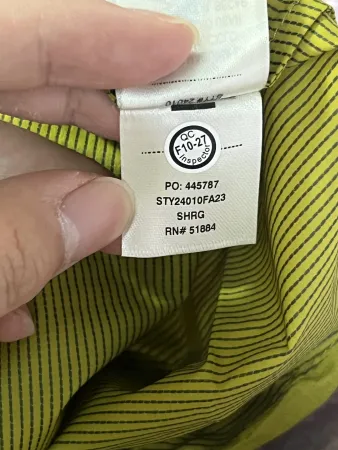 QC
F10-27
Inspector
PO: 445787
STY24010FA23
SHRG
RN# 51884